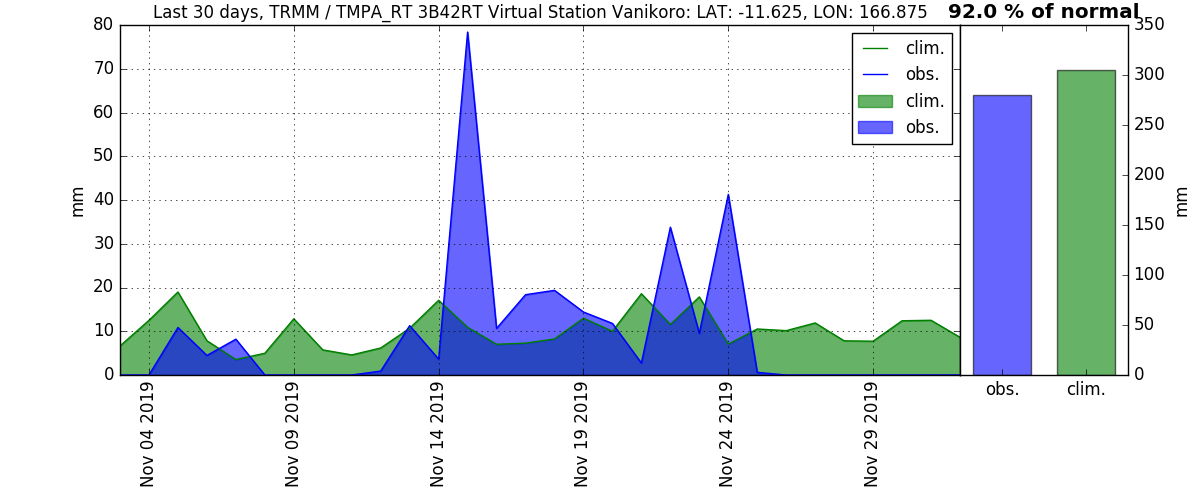 Last 30 days, TRMM / TMPA_RT 3B42RT Virtual Station Vanikoro: LAT: -11.625, LON: 166.875
92.0 % of normal
80
70
60
50
40
30
20
10
0
mm
clim.
obs.
clim.
obs.
350
300
250
200
150
100
50
0
mm
obs.
clim.
Nov 04 2019
Nov 09 2019
Nov 14 2019
Nov 19 2019
Nov 24 2019
Nov 29 2019